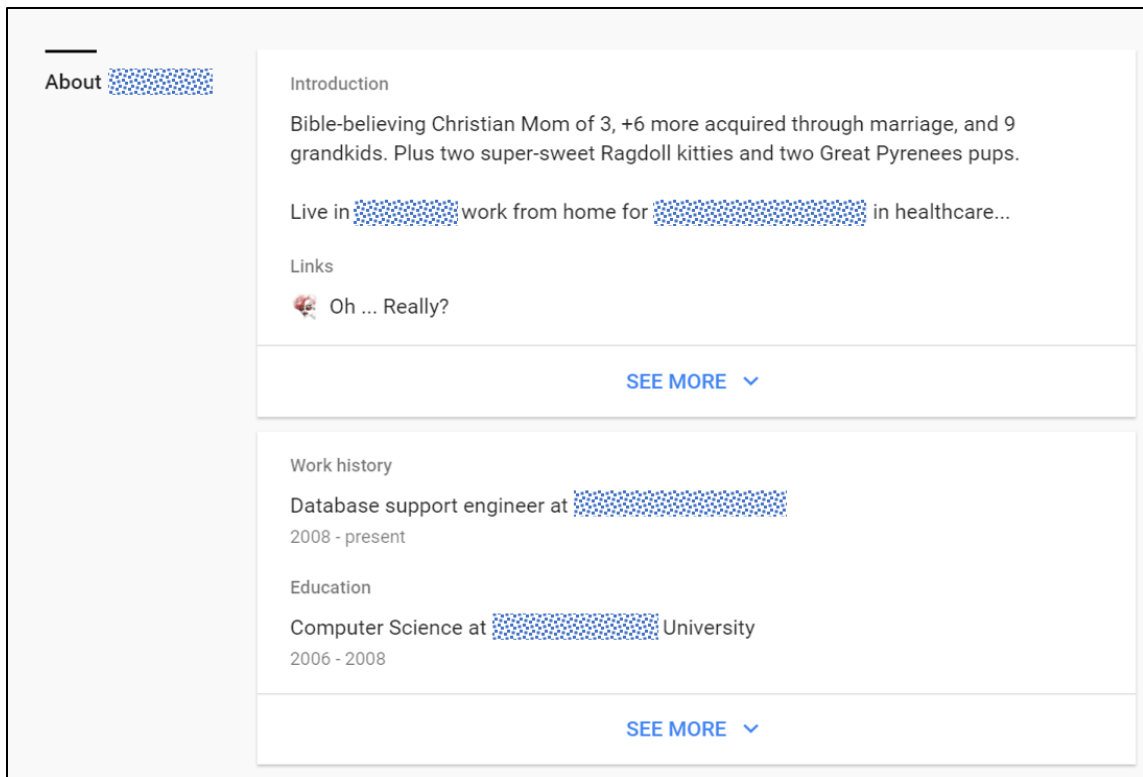 About
Introduction
Bible-believing Christian Mom of 3, +6 more acquired through marriage, and 9
grandkids. Plus two super-sweet Ragdoll kitties and two Great Pyrenees pups.
Live in work from home for in healthcare...
Links
Oh ... Really?
SEE MORE
Work history
Database support engineer at
2008 - present
Education
Computer Science at University
2006 - 2008
SEE MORE